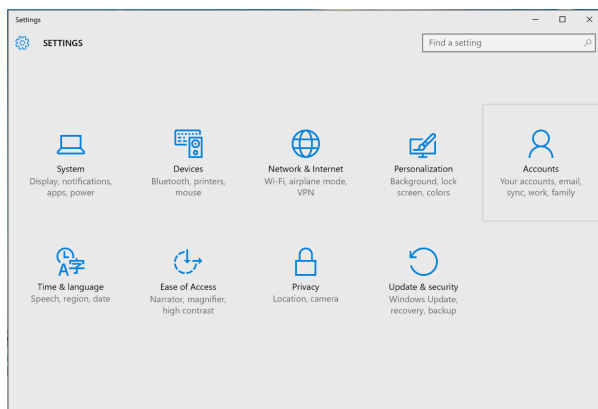 Settings
SETTINGS
Find a setting
System
Display, notifications,
apps, power
Devices
Bluetooth, printers,
mouse
Network & Internet
Wi-Fi, airplane mode,
VPN
Personalization
Background, lock
screen, colors
Accounts
Your accounts, email,
sync, work, family
A字
Time & language
Speech, region, date
Ease of Access
Narrator, magnifier,
high contrast
Privacy
Location, camera
Update & security
Windows Update,
recovery, backup